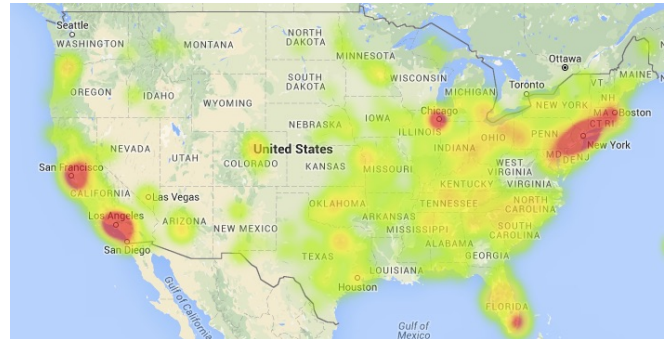 Seattle
WASHINGTON
MONTANA
NORTH
DAKOTA
MINNESOTA
Ottawa
MAINE
OREGON
IDAHO
SOUTH
DAKOTA
WISCONSIN
MICHIGAN
Toronto
VT
NH
WYOMING
NEW YORK
MA
Boston
CT
RI
Chicago
IOWA
NEBRASKA
NEVADA
UTAH
COLORADO
United States
ILLINOIS
INDIANA
OHIO
PENN
New York
MD
DE
NJ
San Francisco
KANSAS
MISSOURI
WEST
VIRGINIA
VIRGINIA
KENTUCKY
CALIFORNIA
Las Vegas
Los Angeles
ARIZONA
NEW MEXICO
OKLAHOMA
ARKANSAS
TENNESSEE
NORTH
CAROLINA
San Diego
MISSISSIPPI
SOUTH
CAROLINA
ALABAMA
GEORGIA
TEXAS
LOUISIANA
Houston
Gulf of
California
FLORIDA
Gulf of
Mexico